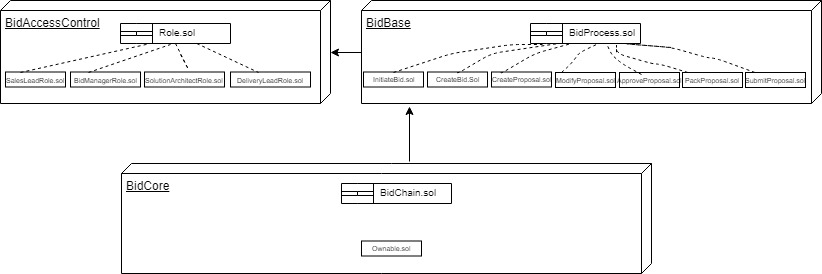 BidAccessControl
Role.sol
SalesLeadRole.sol
BidManagerRole.sol
SolutionArchitectRole.sol
DeliveryLeadRole.sol
BidBase
BidProcess.sol
InitiateBid.sol
CreateBid.Sol
CreateProposal.sol
ModifyProposal.sol
ApproveProposal.sol
PackProposal.sol
SubmitProposal.sol
BidCore
BidChain.sol
Ownable.sol